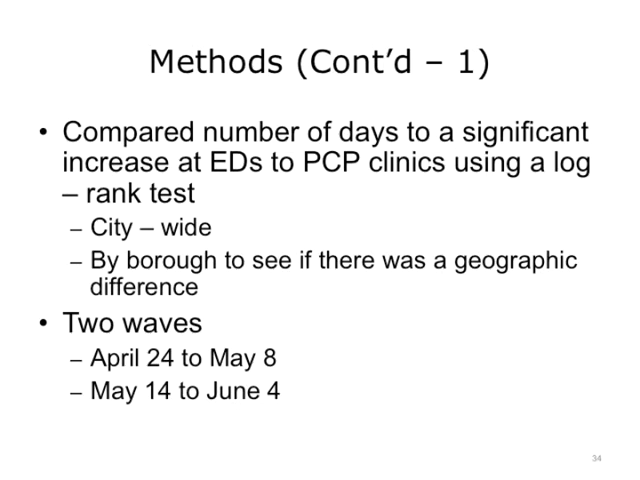 Methods (Cont’d – 1)
• Compared number of days to a significant
increase at EDs to PCP clinics using a log
– rank test
– City – wide
– By borough to see if there was a geographic
difference
• Two waves
– April 24 to May 8
– May 14 to June 4
34